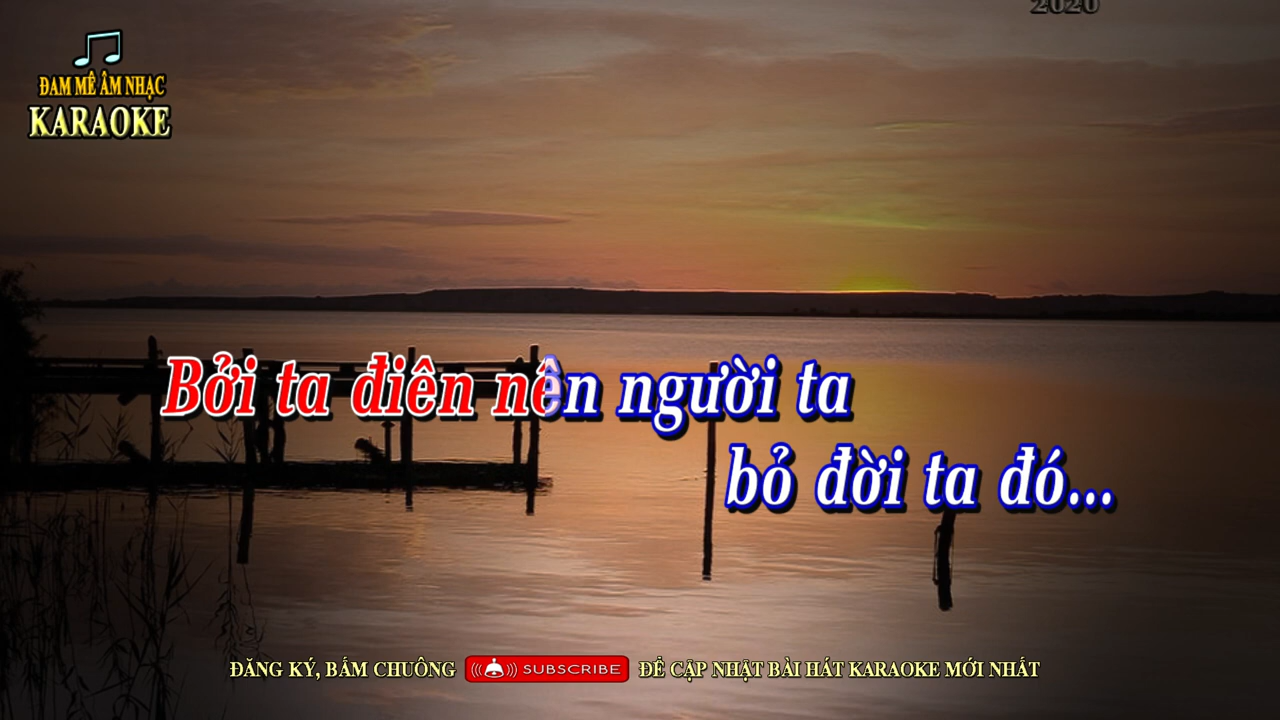 2020
ĐAM MÊ ÂM NHẠC
KARAOKE
Bởi ta điên nên người ta
bỏ đời ta đó...
ĐĂNG KÝ, BẤM CHUÔNG SUBSCRIBE ĐỂ CẬP NHẬT BÀI HÁT KARAOKE MỚI NHẤT